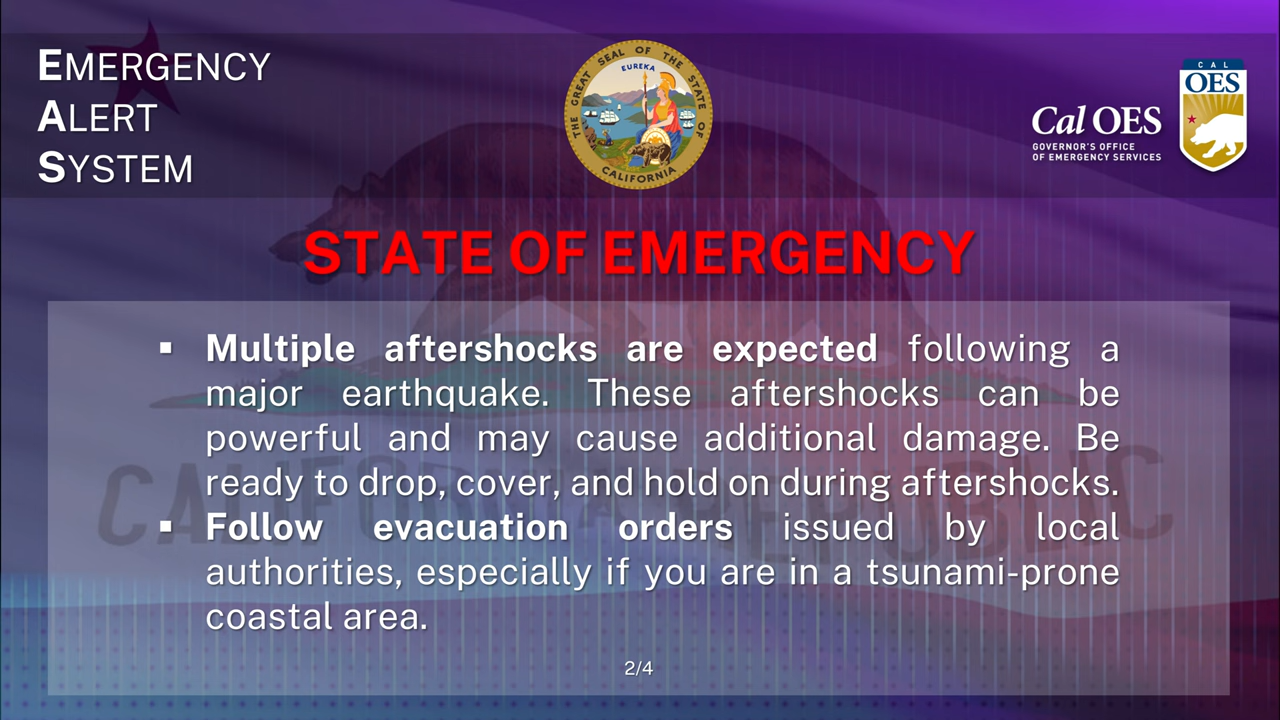 EMERGENCY
ALERT
SYSTEM
THE GREAT SEAL OF THE STATE OF CALIFORNIA
EUREKA
Cal OES
GOVERNOR'S OFFICE
OF EMERGENCY SERVICES
CAL
OES
STATE OF EMERGENCY
▪ Multiple aftershocks are expected following a
major earthquake. These aftershocks can be
powerful and may cause additional damage. Be
ready to drop, cover, and hold on during aftershocks.
▪ Follow evacuation orders issued by local
authorities, especially if you are in a tsunami-prone
coastal area.
CALIFORNIA REPUBLIC
2/4